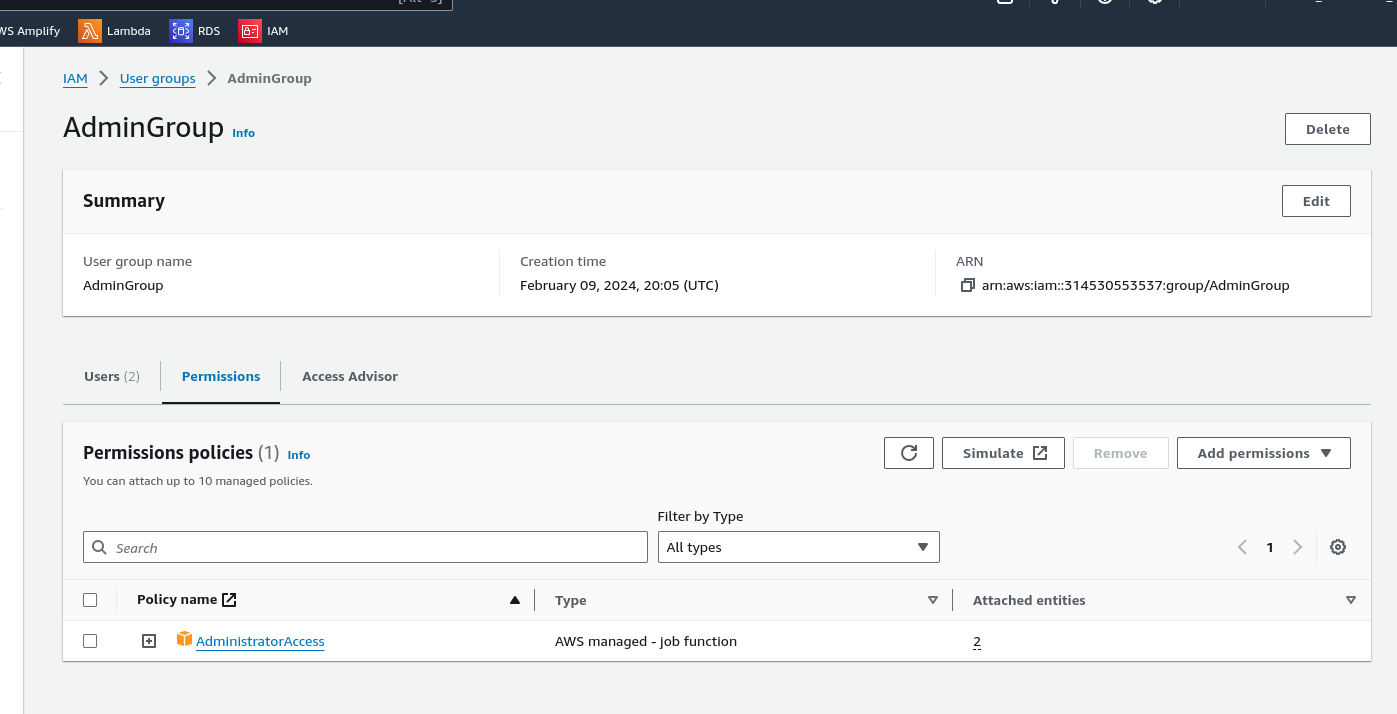 WS Amplify Lambda RDS IAM
IAM User groups AdminGroup
AdminGroup Info
Delete
Summary
Edit
User group name
AdminGroup
Creation time
February 09, 2024, 20:05 (UTC)
ARN
arn:aws:iam::314530553537:group/AdminGroup
Users (2) Permissions Access Advisor
Permissions policies (1) Info
You can attach up to 10 managed policies.
Simulate Remove Add permissions
Filter by Type
Search
All types
1
Policy name Type Attached entities
AdministratorAccess AWS managed - job function 2